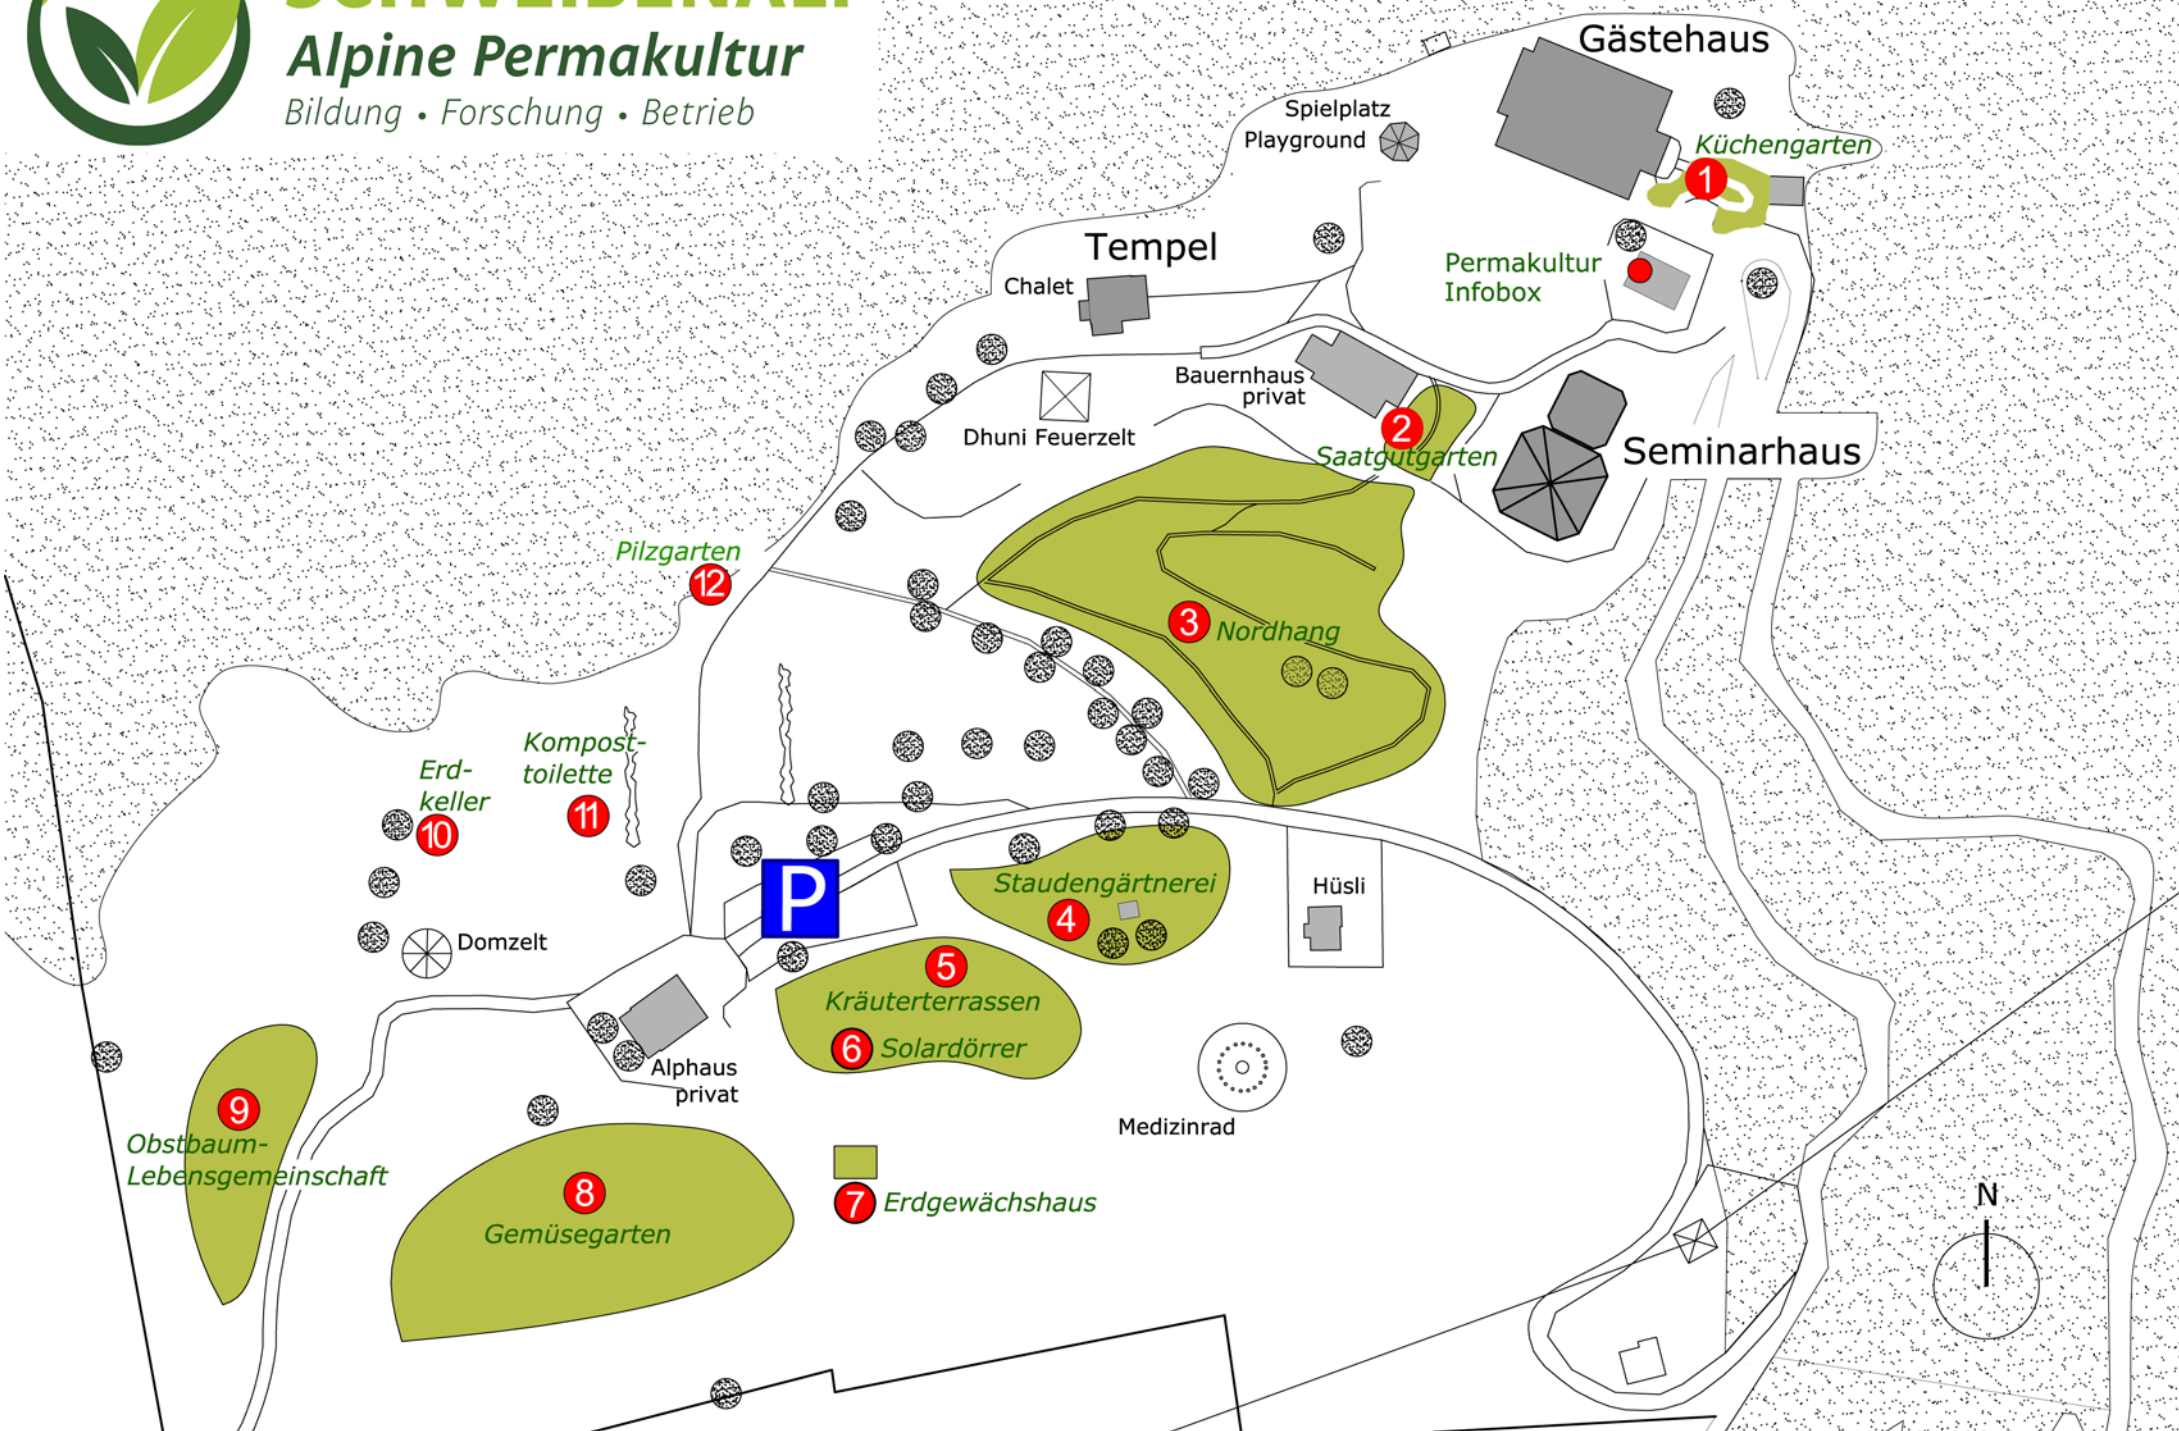 SCHWEIBENALP
Alpine Permakultur
Bildung • Forschung • Betrieb
Gästehaus
Spielplatz
Playground
Küchengarten
1
Tempel
Chalet
Permakultur
Infobox
Bauernhaus
privat
Dhuni Feuerzelt
2
Saatgutgarten
Seminarhaus
Pilzgarten
12
3 Nordhang
Kompost-
toilette
11
Erd-
keller
10
P
Staudengärtnerei
4
Hüsli
Domzelt
5
Kräuterterrassen
6 Solardörrer
Alphaus
privat
Medizinrad
9
Obstbaum-
Lebensgemeinschaft
8
Gemüsegarten
7 Erdgewächshaus
N